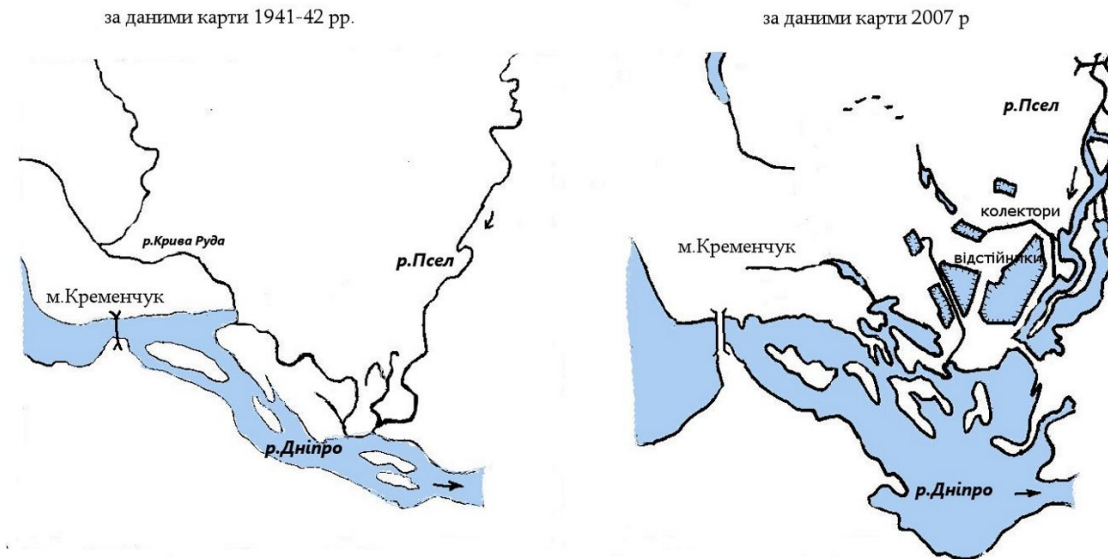 за даними карти 1941-42 рр.
р.Крива Руда
р.Псел
м.Кременчук
р.Дніпро
за даними карти 2007 р
р.Псел
колектори
м.Кременчук
відстійники
р.Дніпро